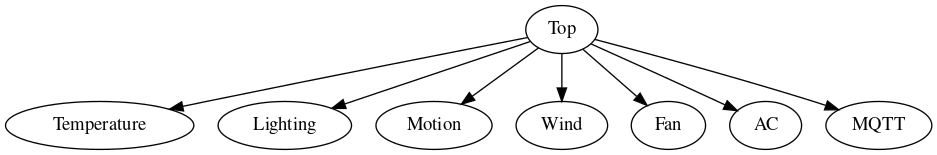 Top
Temperature
Lighting
Motion
Wind
Fan
AC
MQTT